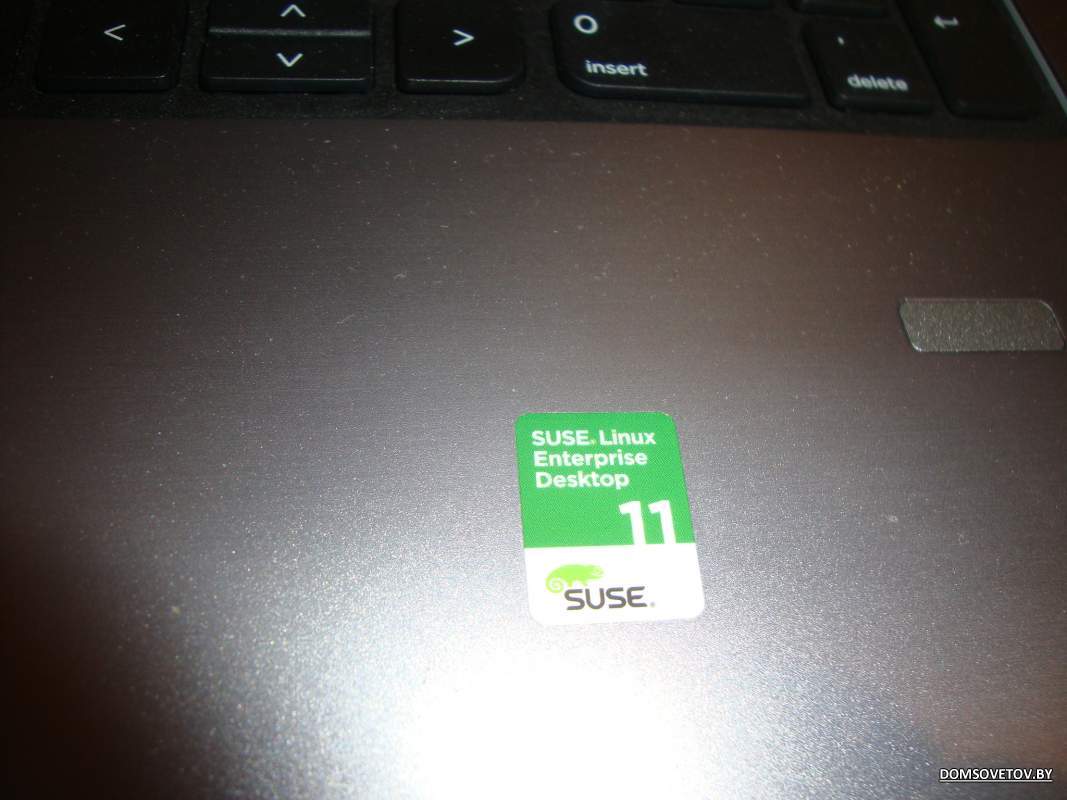 <
^
v
>
0
insert
.
delete
SUSE. Linux
Enterprise
Desktop
11
SUSE.
DOMSOVETOV.BY